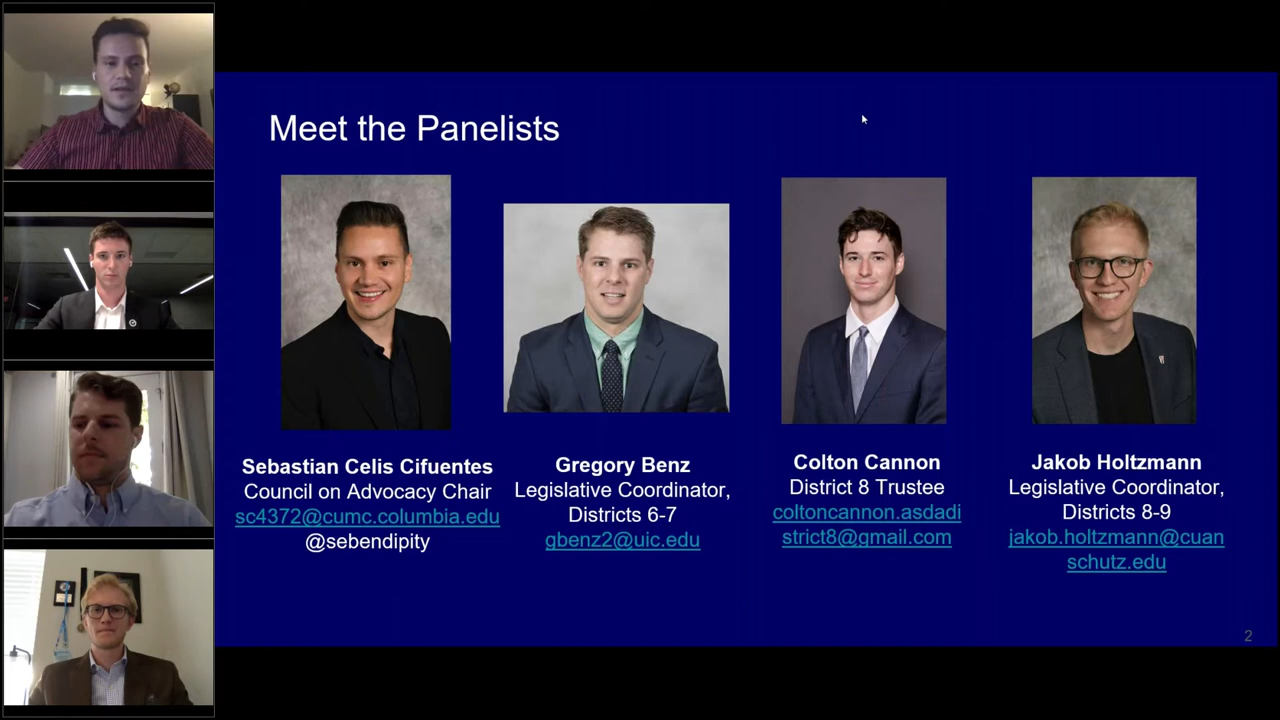 Meet the Panelists
Sebastian Celis Cifuentes
Council on Advocacy Chair
sc4372@cumc.columbia.edu
@sebendipity
Gregory Benz
Legislative Coordinator,
Districts 6-7
gbenz2@uic.edu
Colton Cannon
District 8 Trustee
coltoncannon.asdadi
strict8@gmail.com
Jakob Holtzmann
Legislative Coordinator,
Districts 8-9
jakob.holtzmann@cuan
schutz.edu
2